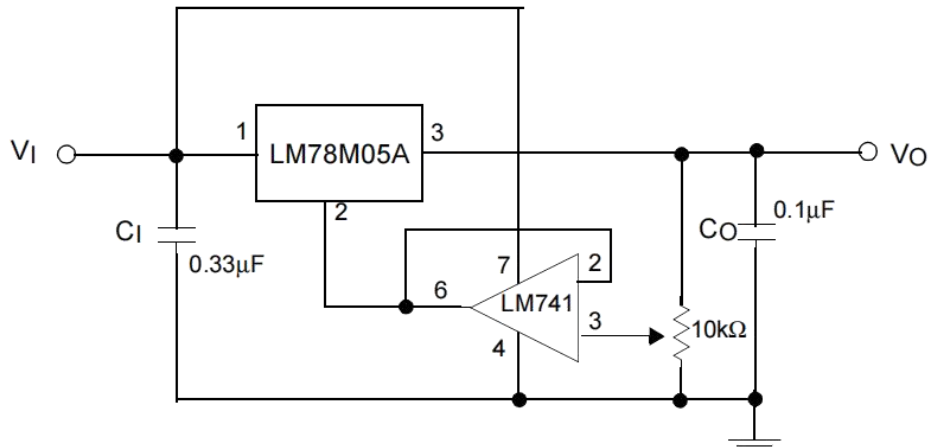 1
3
VI
LM78M05A
VO
2
CI
0.33µF
CO
0.1µF
7
2
6
LM741
3
10kΩ
4